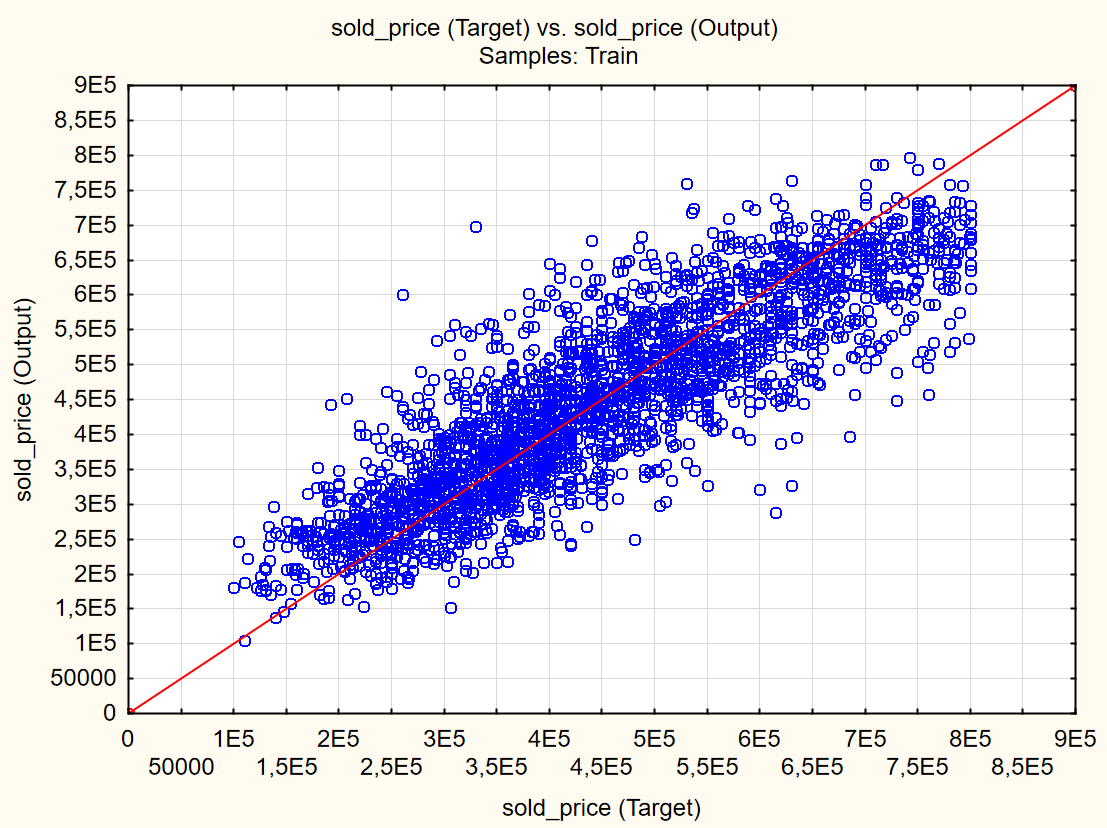 sold_price (Target) vs. sold_price (Output)
Samples: Train
9E5
8,5E5
8E5
7,5E5
7E5
6,5E5
6E5
5,5E5
5E5
4,5E5
4E5
3,5E5
3E5
2,5E5
2E5
1,5E5
1E5
50000
0
sold_price (Output)
0 1E5 2E5 3E5 4E5 5E5 6E5 7E5 8E5 9E5
50000 1,5E5 2,5E5 3,5E5 4,5E5 5,5E5 6,5E5 7,5E5 8,5E5
sold_price (Target)